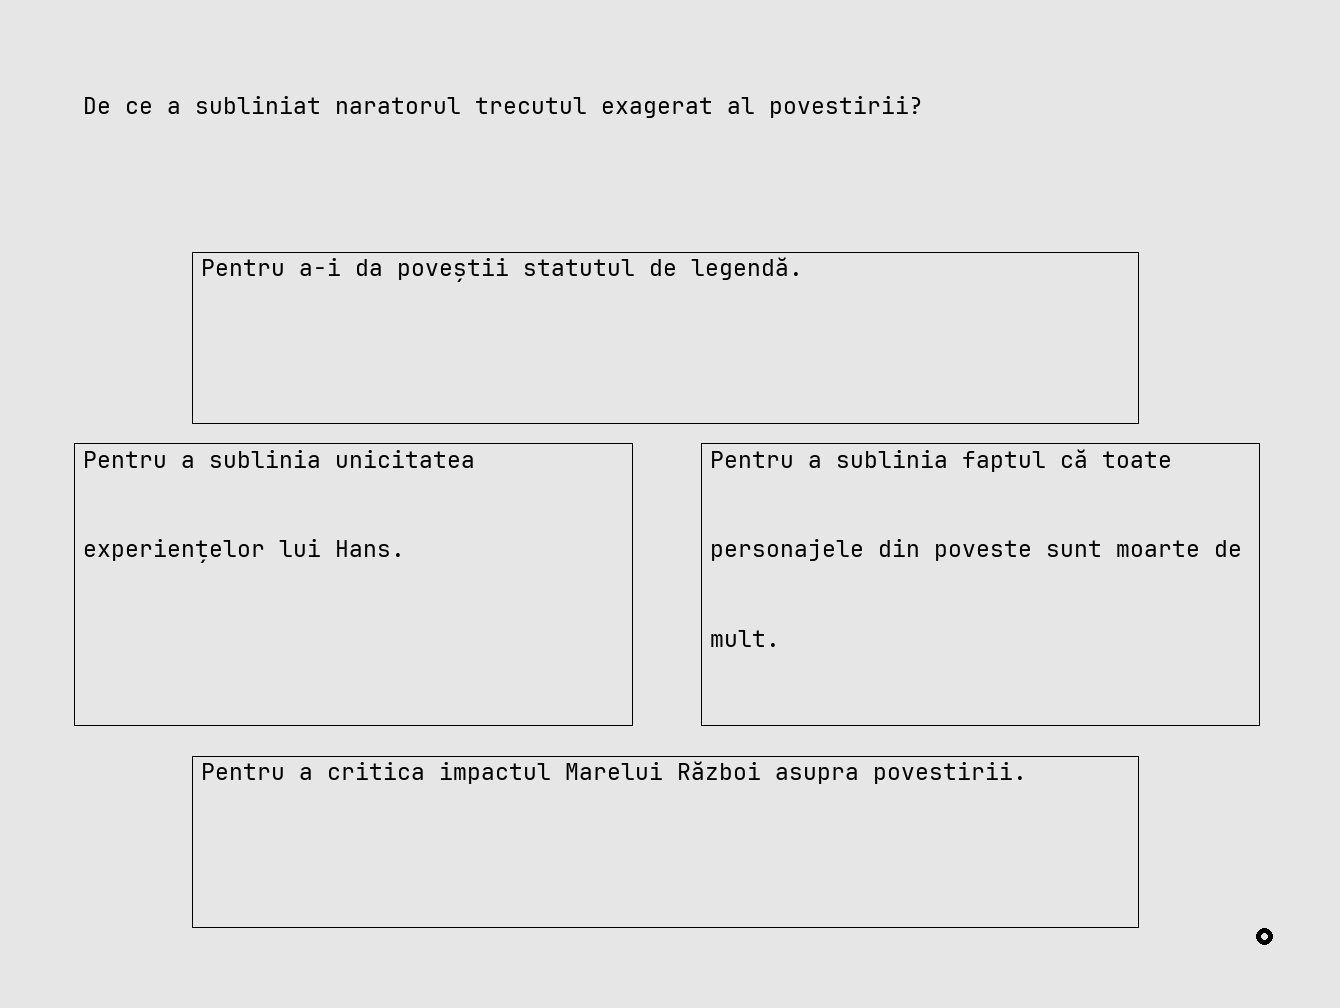 De ce a subliniat naratorul trecutul exagerat al povestirii?
Pentru a-i da poveștii statutul de legendă.
Pentru a sublinia unicitatea
experiențelor lui Hans.
Pentru a sublinia faptul că toate
personajele din poveste sunt moarte de
mult.
Pentru a critica impactul Marelui Război asupra povestirii.